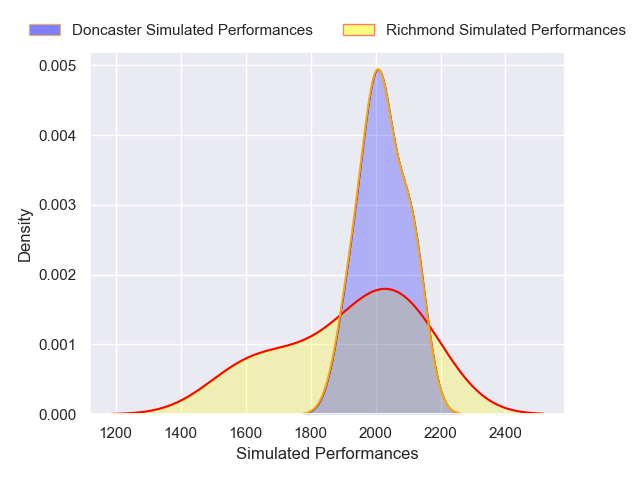 Doncaster Simulated Performances Richmond Simulated Performances
0.005
0.004
0.003
0.002
0.001
0.000
Density
1200 1400 1600 1800 2000 2200 2400
Simulated Performances